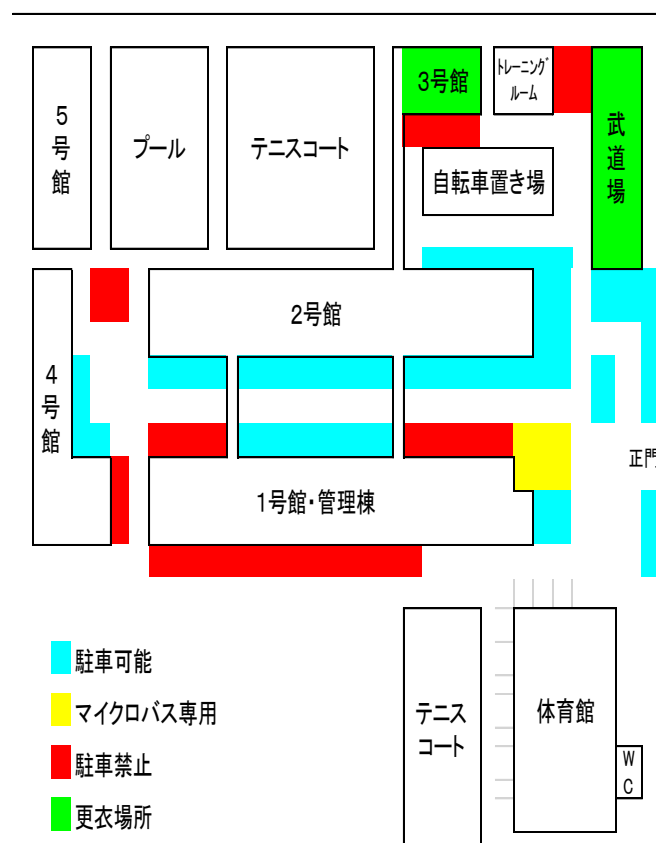 5号館
プール
テニスコート
3号館
トレーニング
ルーム
武道場
自転車置き場
2号館
4号館
正門
1号館・管理棟
駐車可能
マイクロバス専用
駐車禁止
更衣場所
テニス
コート
体育館
WC